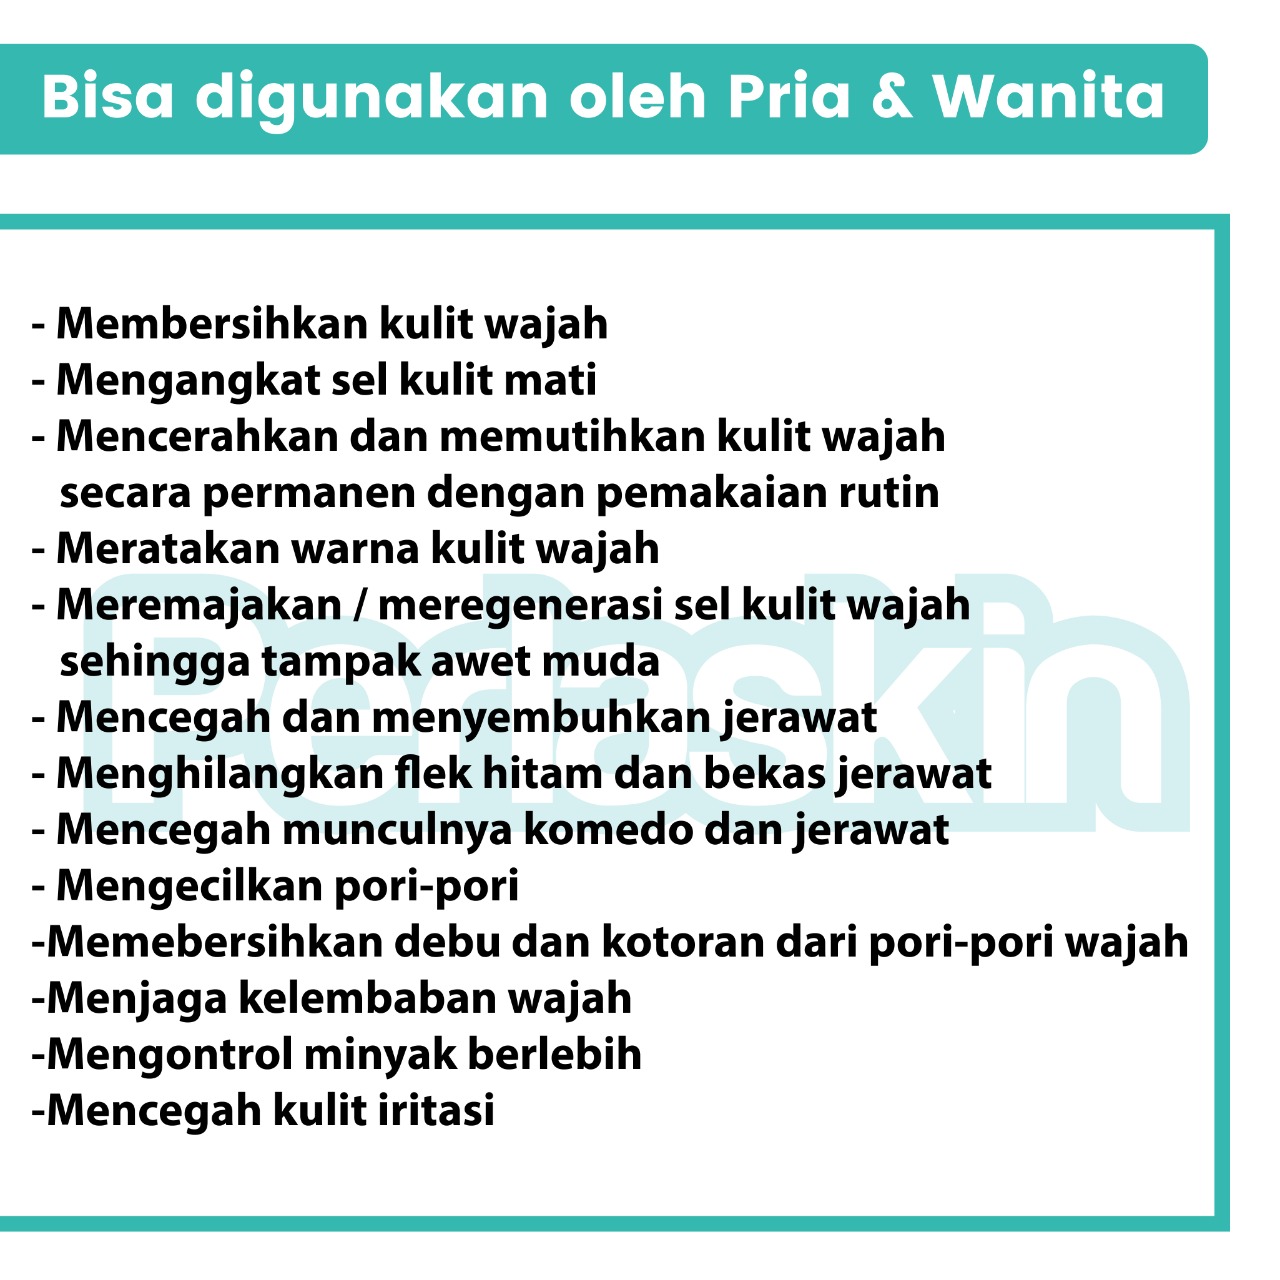 Bisa digunakan oleh Pria & Wanita
- Membersihkan kulit wajah
- Mengangkat sel kulit mati
- Mencerahkan dan memutihkan kulit wajah
secara permanen dengan pemakaian rutin
- Meratakan warna kulit wajah
- Meremajakan / meregenerasi sel kulit wajah
sehingga tampak awet muda
- Mencegah dan menyembuhkan jerawat
- Menghilangkan flek hitam dan bekas jerawat
- Mencegah munculnya komedo dan jerawat
- Mengecilkan pori-pori
-Memebersihkan debu dan kotoran dari pori-pori wajah
-Menjaga kelembaban wajah
-Mengontrol minyak berlebih
-Mencegah kulit iritasi
Perlaskin